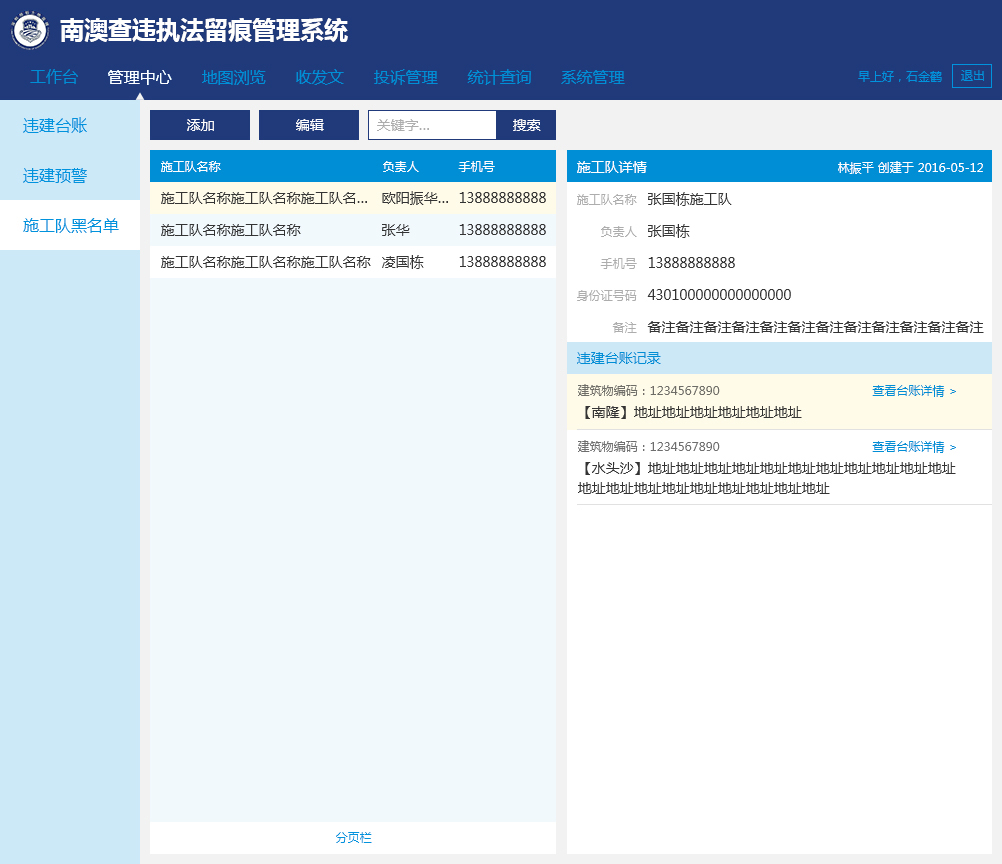 南澳查违执法留痕管理系统
工作台 管理中心 地图浏览 收发文 投诉管理 统计查询 系统管理 早上好，石金鹤 退出
违建台账
违建预警
施工队黑名单
添加 编辑 关键字... 搜索
施工队名称 负责人 手机号
施工队名称施工队名称施工队名... 欧阳振华... 13888888888
施工队名称施工队名称 张华 13888888888
施工队名称施工队名称施工队名称 凌国栋 13888888888
分页栏
施工队详情 林振平 创建于 2016-05-12
施工队名称 张国栋施工队
负责人 张国栋
手机号 13888888888
身份证号码 430100000000000000
备注 备注备注备注备注备注备注备注备注备注备注备注备注
违建台账记录
建筑物编码：1234567890 查看台账详情 >
【南隆】地址地址地址地址地址地址
建筑物编码：1234567890 查看台账详情 >
【水头沙】地址地址地址地址地址地址地址地址地址地址地址
地址地址地址地址地址地址地址地址地址